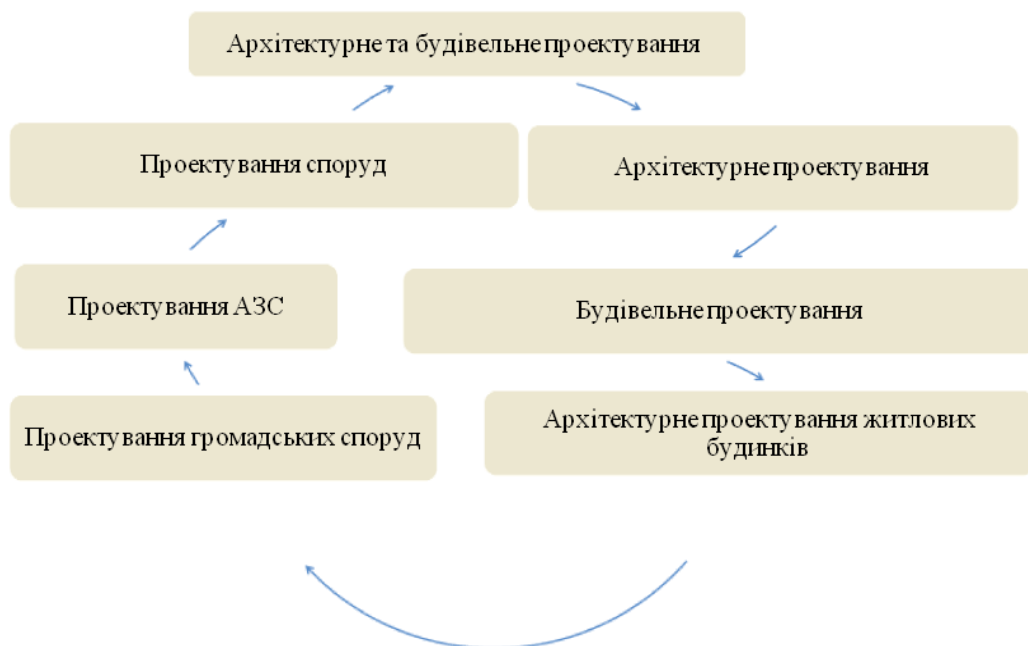 Архітектурне та будівельне проектування
Проектування споруд
Архітектурне проектування
Проектування АЗС
Будівельне проектування
Проектування громадських споруд
Архітектурне проектування житлових
будинків